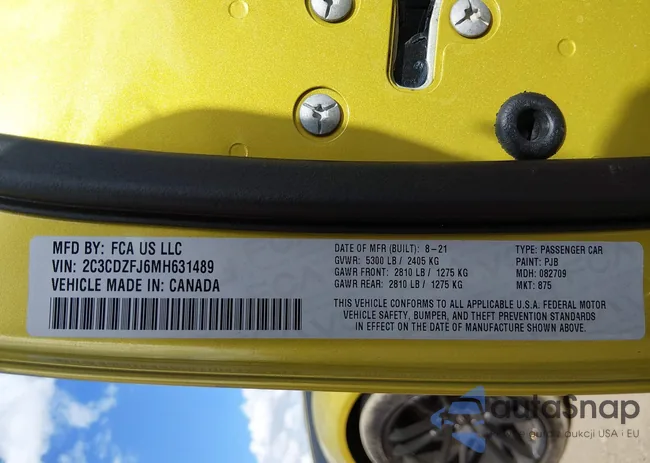 MFD BY: FCA US LLC
VIN: 2C3CDZFJ6MH631489
VEHICLE MADE IN: CANADA
DATE OF MFR (BUILT): 8-21
GVWR: 5300 LB / 2405 KG
GAWR FRONT: 2810 LB / 1275 KG
GAWR REAR: 2810 LB / 1275 KG
TYPE: PASSENGER CAR
PAINT: PJB
MDH: 082709
MKT: 875
THIS VEHICLE CONFORMS TO ALL APPLICABLE U.S.A. FEDERAL MOTOR
VEHICLE SAFETY, BUMPER, AND THEFT PREVENTION STANDARDS
IN EFFECT ON THE DATE OF MANUFACTURE SHOWN ABOVE.
autoSnap
aukcji USA · EU